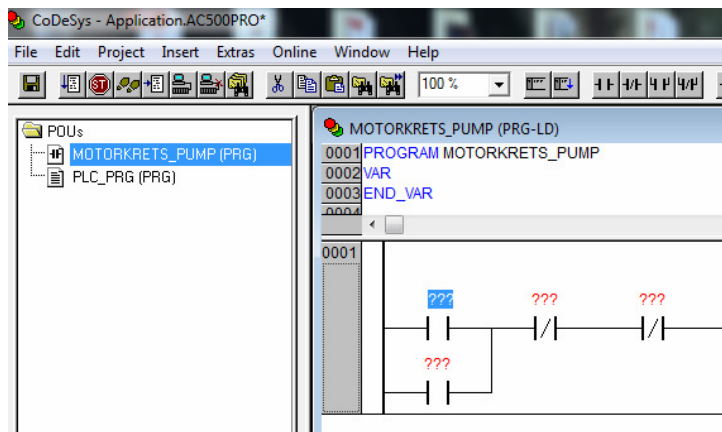 CoDeSys - Application.AC500PRO*
File Edit Project Insert Extras Online Window Help
100 %
POUs
MOTORKRETS_PUMP (PRG)
PLC_PRG (PRG)
MOTORKRETS_PUMP (PRG-LD)
0001 PROGRAM MOTORKRETS_PUMP
0002 VAR
0003 END_VAR
0004
0001
??? ??? ???
???